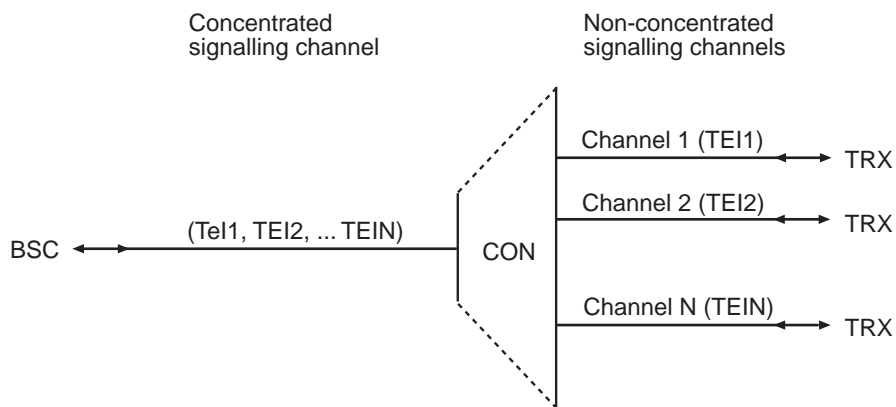 Concentrated
signalling channel
Non-concentrated
signalling channels
Channel 1 (TEI1)
TRX
Channel 2 (TEI2)
TRX
BSC
(TeI1, TEI2, ... TEIN)
CON
Channel N (TEIN)
TRX